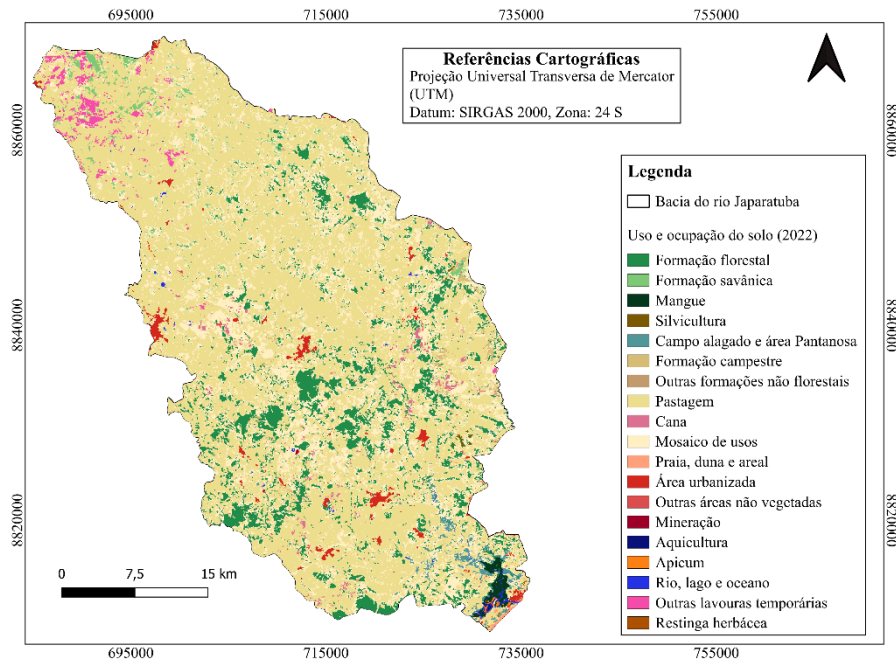 695000 715000 735000 755000
Referências Cartográficas
Projeção Universal Transversa de Mercator
(UTM)
Datum: SIRGAS 2000, Zona: 24 S
8860000 8860000
Legenda
Bacia do rio Japaratuba
Uso e ocupação do solo (2022)
Formação florestal
Formação savânica
Mangue
Silvicultura
Campo alagado e área Pantanosa
Formação campestre
Outras formações não florestais
Pastagem
Cana
Mosaico de usos
Praia, duna e areal
Área urbanizada
Outras áreas não vegetadas
Mineração
Aquicultura
Apicum
Rio, lago e oceano
Outras lavouras temporárias
Restinga herbácea
8840000 8840000
8820000 8820000
0 7,5 15 km
695000 715000 735000 755000